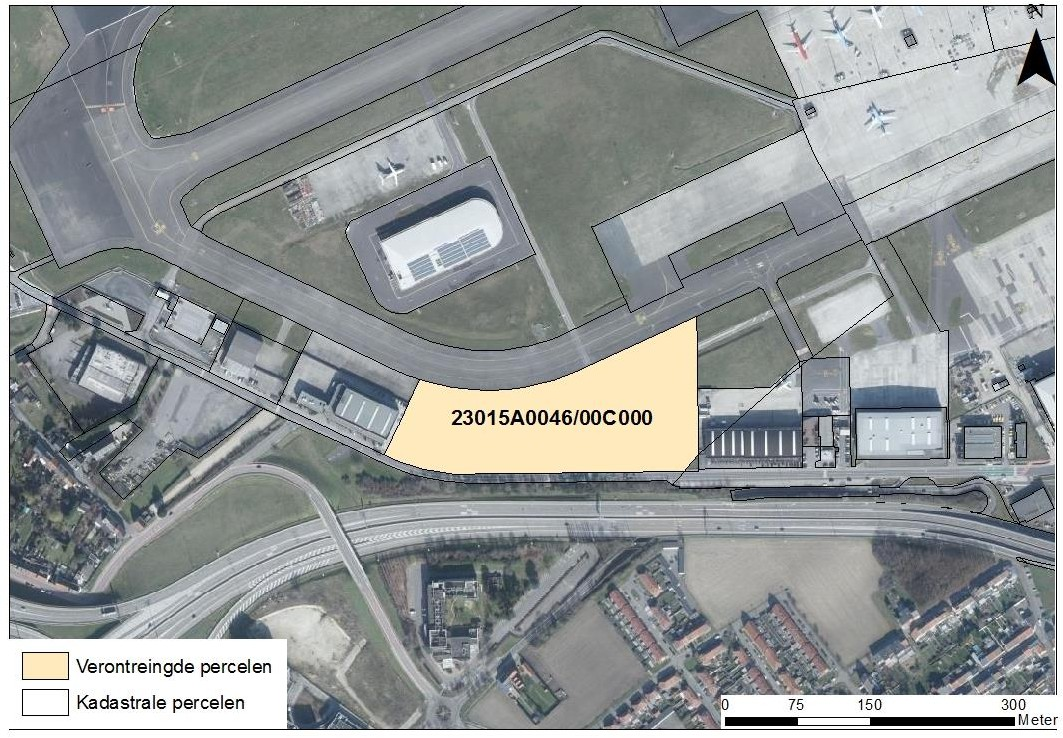 N
23015A0046/00C000
Verontreingde percelen
Kadastrale percelen
0 75 150 300
Meter